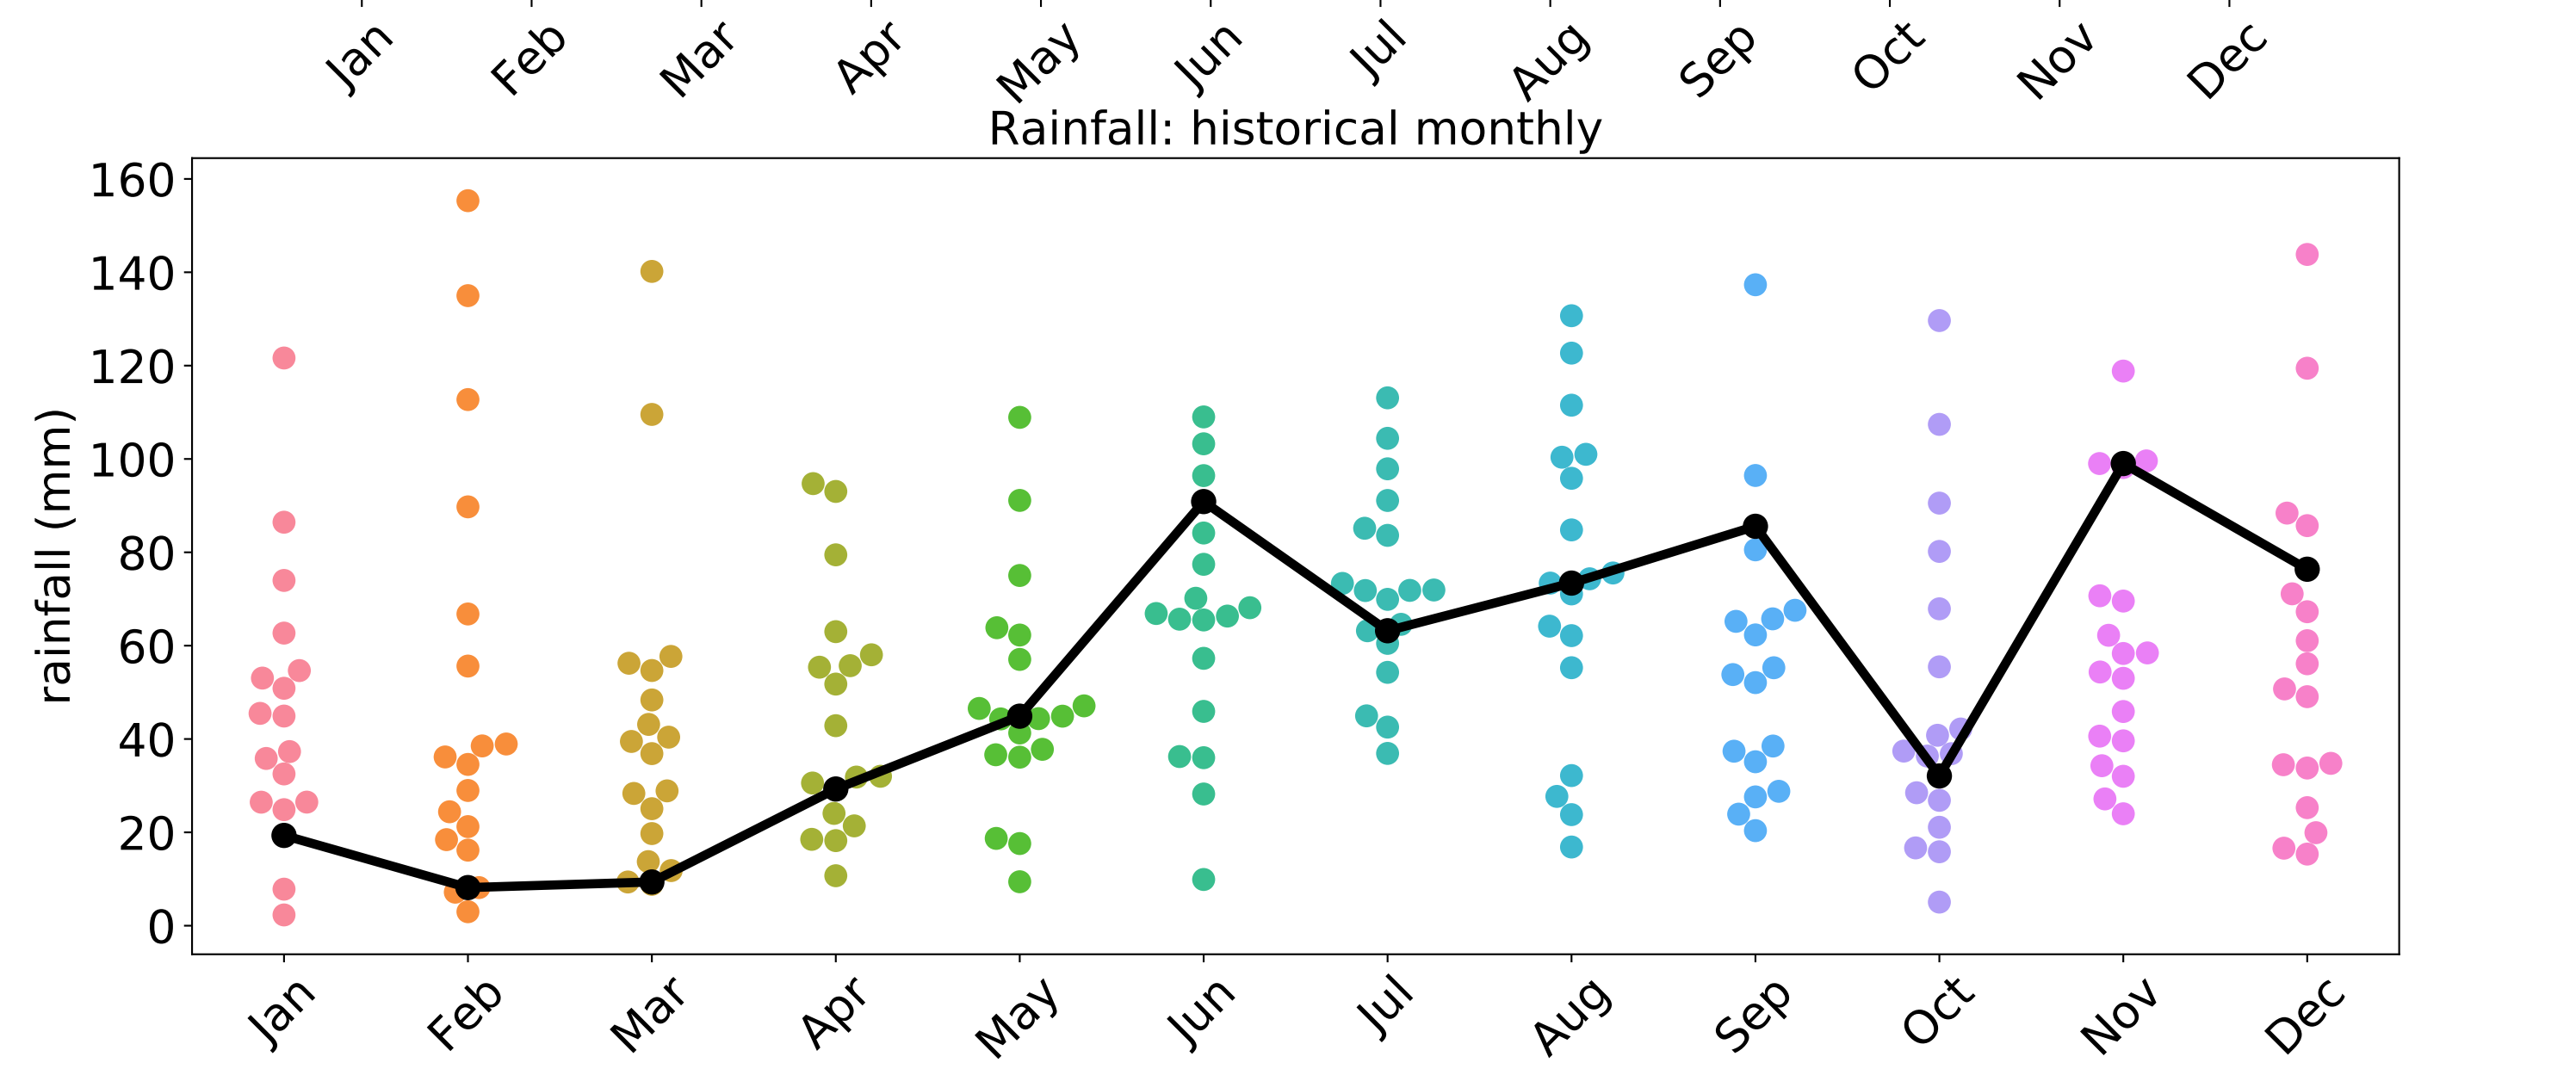 Jan Feb Mar Apr May Jun Jul Aug Sep Oct Nov Dec
Rainfall: historical monthly
160
140
120
100
80
60
40
20
0
rainfall (mm)
Jan Feb Mar Apr May Jun Jul Aug Sep Oct Nov Dec